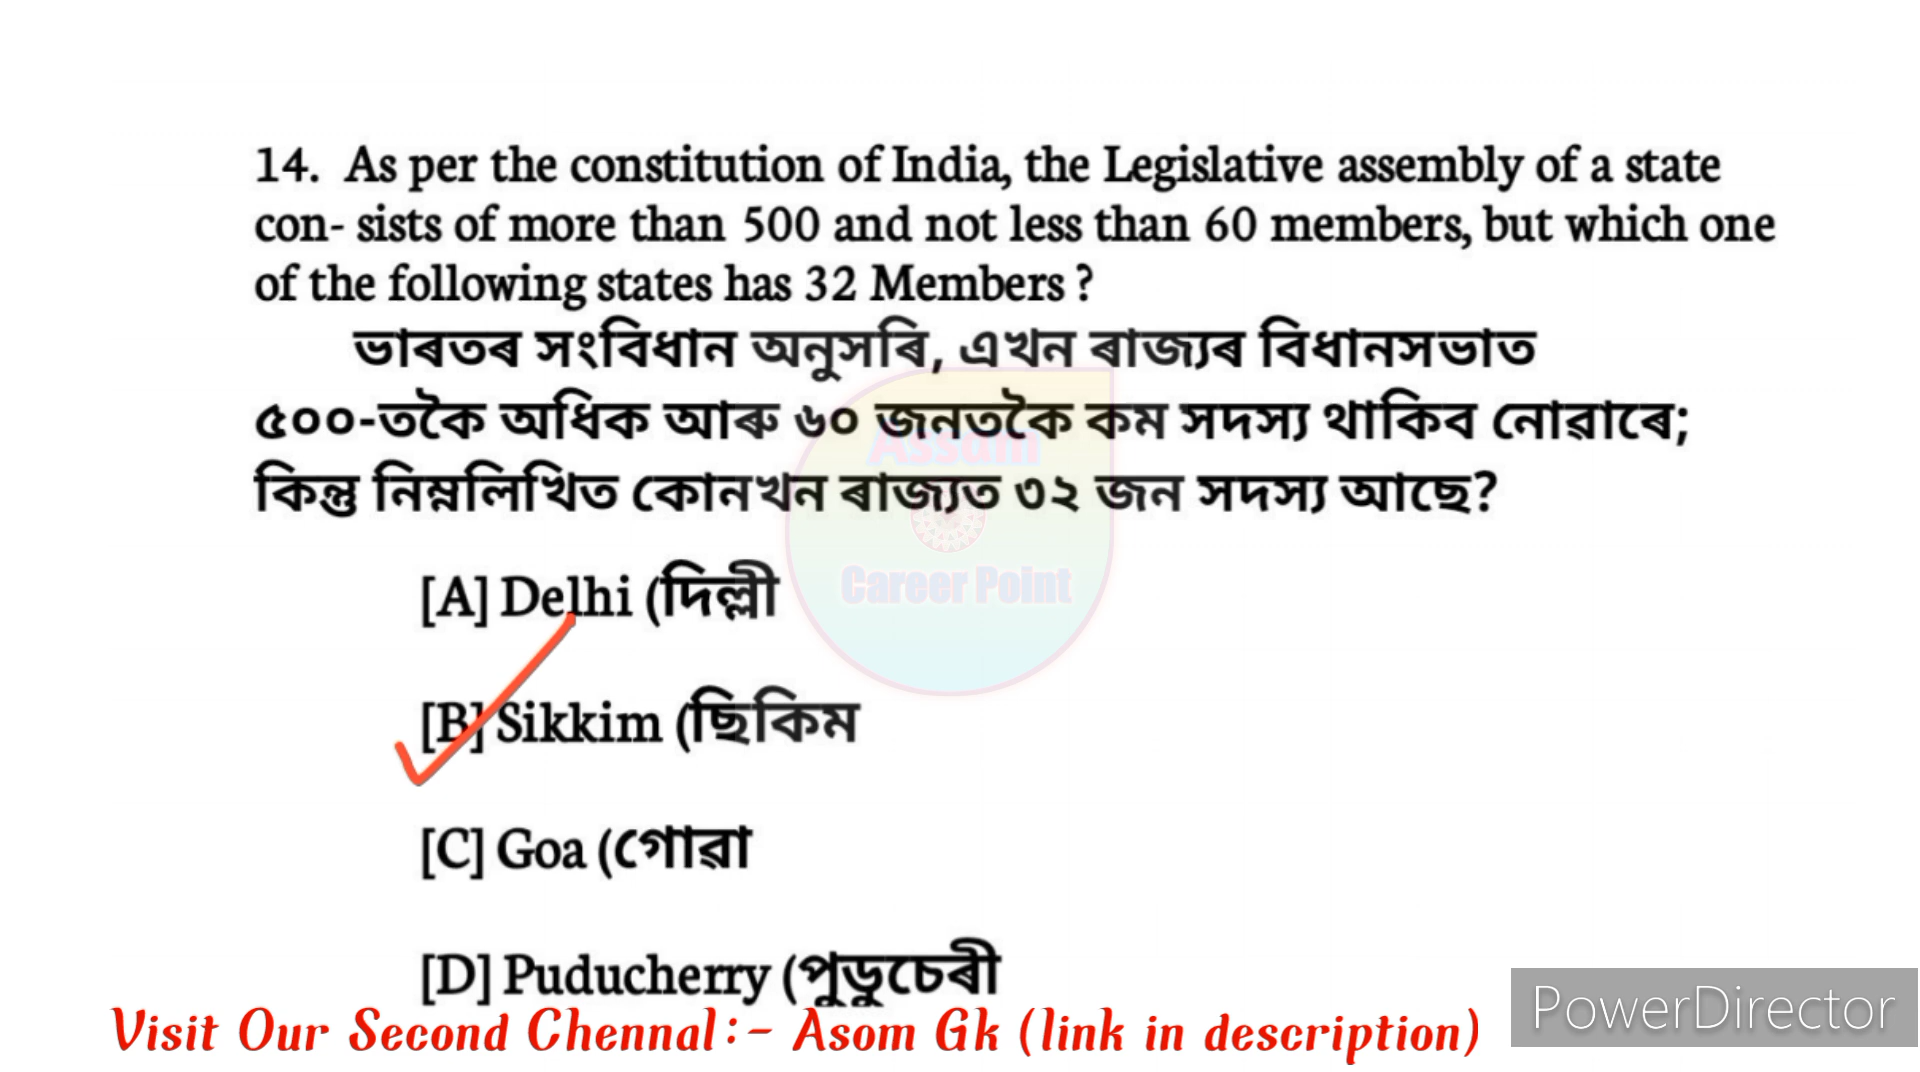 14. As per the constitution of India, the Legislative assembly of a state
con- sists of more than 500 and not less than 60 members, but which one
of the following states has 32 Members ?
ভাৰতৰ সংবিধান অনুসৰি, এখন ৰাজ্যৰ বিধানসভাত
৫০০-তকৈ অধিক আৰু ৬০ জনতকৈ কম সদস্য থাকিব নোৱাৰে;
কিন্তু নিম্নলিখিত কোনখন ৰাজ্যত ৩২ জন সদস্য আছে?
Assam
Career Point
[A] Delhi (দিল্লী
[B] Sikkim (ছিকিম
[C] Goa (গোৱা
[D] Puducherry (পুডুচেৰী
Visit Our Second Chennal:- Asom Gk (link in description)
PowerDirector